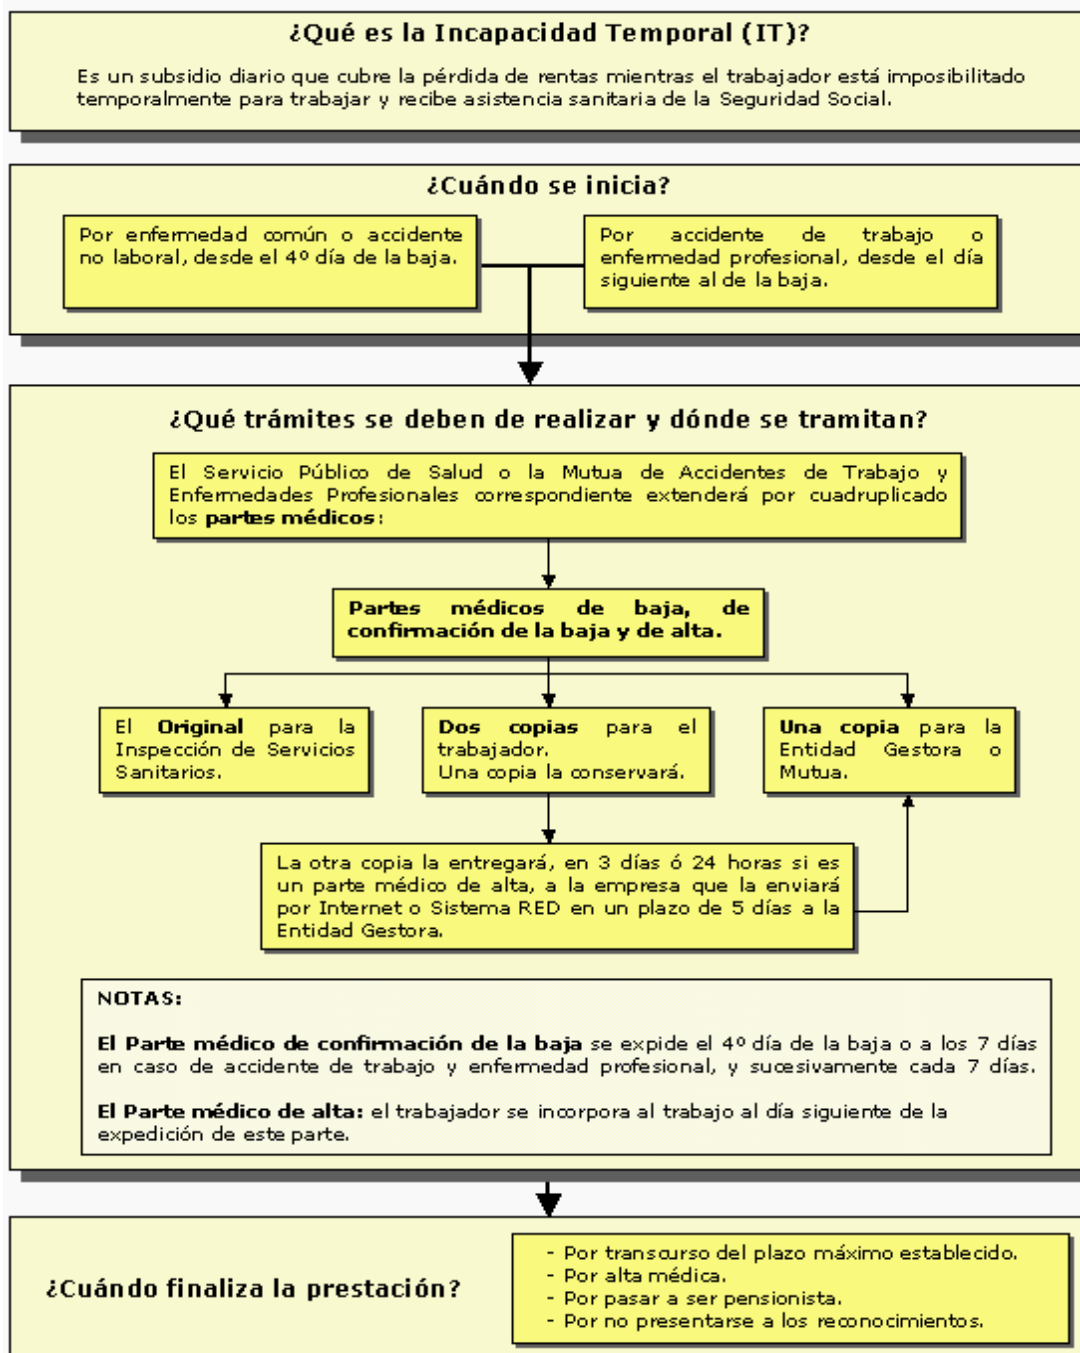 ¿Qué es la Incapacidad Temporal (IT)?
Es un subsidio diario que cubre la pérdida de rentas mientras el trabajador está imposibilitado
temporalmente para trabajar y recibe asistencia sanitaria de la Seguridad Social.
¿Cuándo se inicia?
Por enfermedad común o accidente
no laboral, desde el 4º día de la baja.
Por accidente de trabajo o
enfermedad profesional, desde el día
siguiente al de la baja.
¿Qué trámites se deben de realizar y dónde se tramitan?
El Servicio Público de Salud o la Mutua de Accidentes de Trabajo y
Enfermedades Profesionales correspondiente extenderá por cuadruplicado
los partes médicos:
Partes médicos de baja, de
confirmación de la baja y de alta.
El Original para la
Inspección de Servicios
Sanitarios.
Dos copias para el
trabajador.
Una copia la conservará.
Una copia para la
Entidad Gestora o
Mutua.
La otra copia la entregará, en 3 días ó 24 horas si es
un parte médico de alta, a la empresa que la enviará
por Internet o Sistema RED en un plazo de 5 días a la
Entidad Gestora.
NOTAS:
El Parte médico de confirmación de la baja se expide el 4º día de la baja o a los 7 días
en caso de accidente de trabajo y enfermedad profesional, y sucesivamente cada 7 días.
El Parte médico de alta: el trabajador se incorpora al trabajo al día siguiente de la
expedición de este parte.
¿Cuándo finaliza la prestación?
- Por transcurso del plazo máximo establecido.
- Por alta médica.
- Por pasar a ser pensionista.
- Por no presentarse a los reconocimientos.